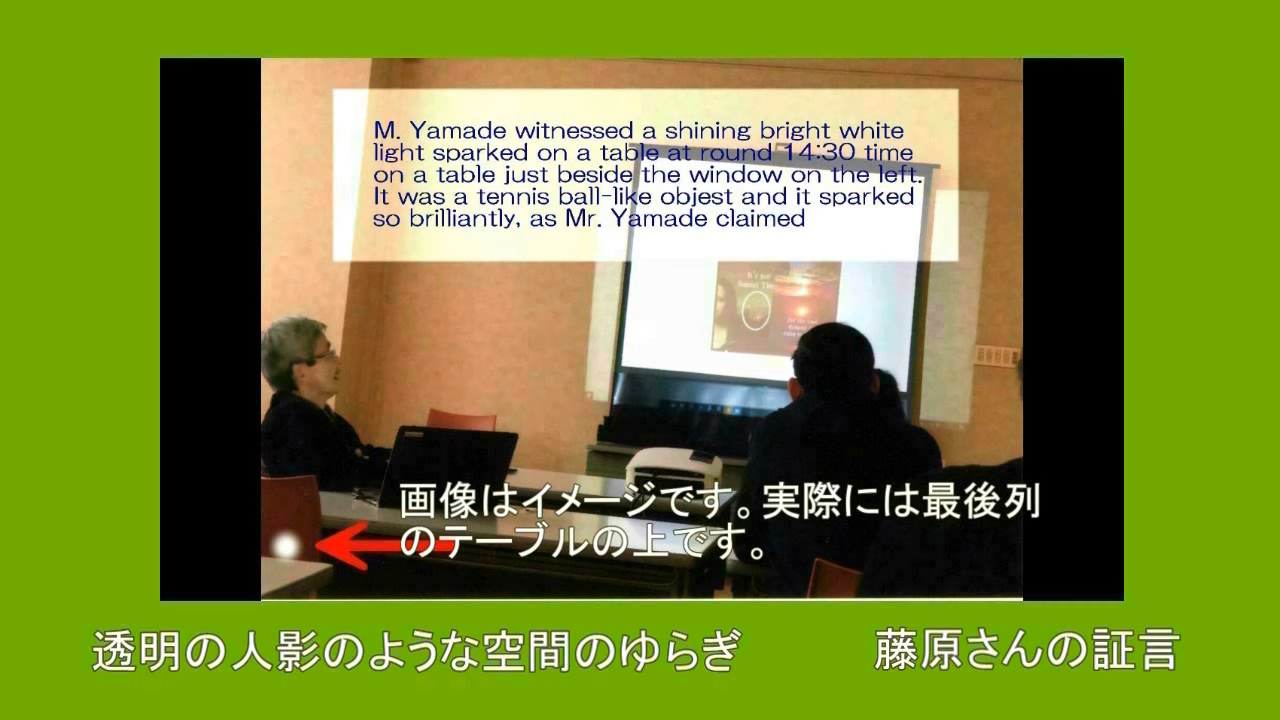 M. Yamade witnessed a shining bright white
light sparked on a table at round 14:30 time
on a table just beside the window on the left.
It was a tennis ball-like objest and it sparked
so brilliantly, as Mr. Yamade claimed
It's not
Sunset
画像はイメージです。実際には最後列
のテーブルの上です。
透明の人影のような空間のゆらぎ
藤原さんの証言